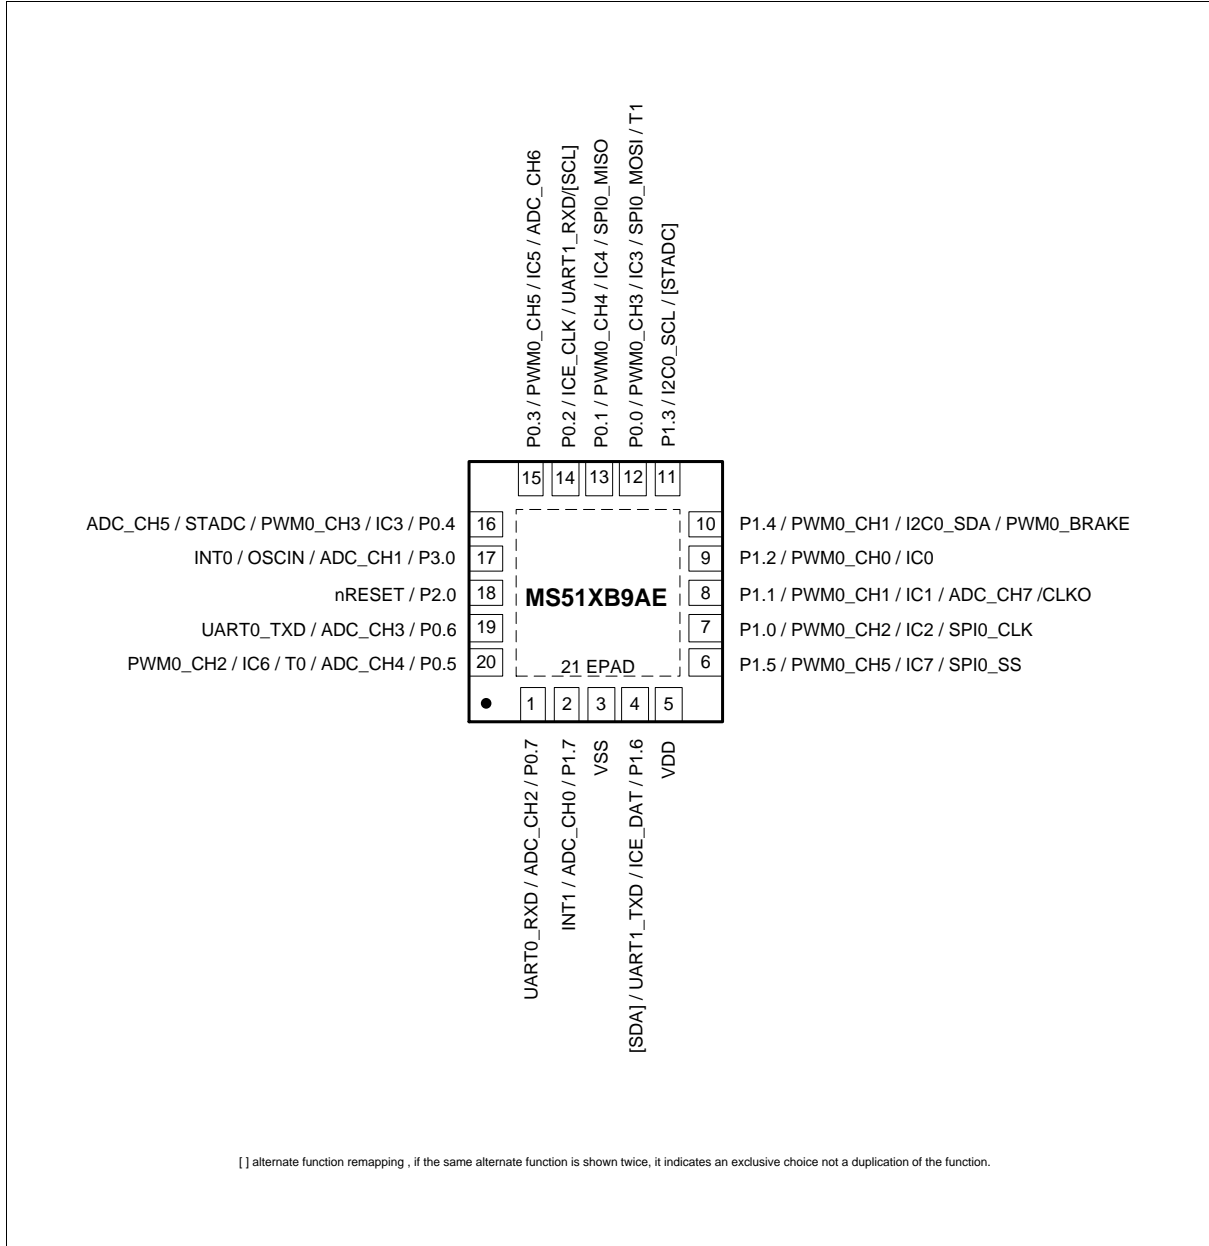 P0.3 / PWM0_CH5 / IC5 / ADC_CH6
P0.2 / ICE_CLK / UART1_RXD/[SCL]
P0.1 / PWM0_CH4 / IC4 / SPI0_MISO
P0.0 / PWM0_CH3 / IC3 / SPI0_MOSI / T1
P1.3 / I2C0_SCL / [STADC]
15 14 13 12 11
ADC_CH5 / STADC / PWM0_CH3 / IC3 / P0.4 16
10 P1.4 / PWM0_CH1 / I2C0_SDA / PWM0_BRAKE
INT0 / OSCIN / ADC_CH1 / P3.0 17
9 P1.2 / PWM0_CH0 / IC0
nRESET / P2.0 18
MS51XB9AE
8 P1.1 / PWM0_CH1 / IC1 / ADC_CH7 /CLKO
UART0_TXD / ADC_CH3 / P0.6 19
7 P1.0 / PWM0_CH2 / IC2 / SPI0_CLK
PWM0_CH2 / IC6 / T0 / ADC_CH4 / P0.5 20
21 EPAD
6 P1.5 / PWM0_CH5 / IC7 / SPI0_SS
1 2 3 4 5
UART0_RXD / ADC_CH2 / P0.7
INT1 / ADC_CH0 / P1.7
VSS
[SDA] / UART1_TXD / ICE_DAT / P1.6
VDD
[ ] alternate function remapping , if the same alternate function is shown twice, it indicates an exclusive choice not a duplication of the function.